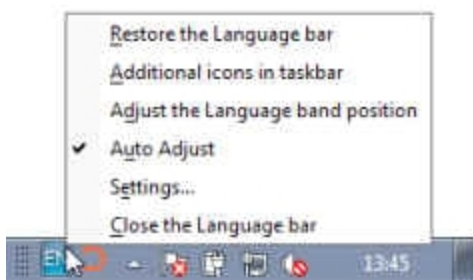 Restore the Language bar
Additional icons in taskbar
Adjust the Language band position
Auto Adjust
Settings...
Close the Language bar
EN
13:45